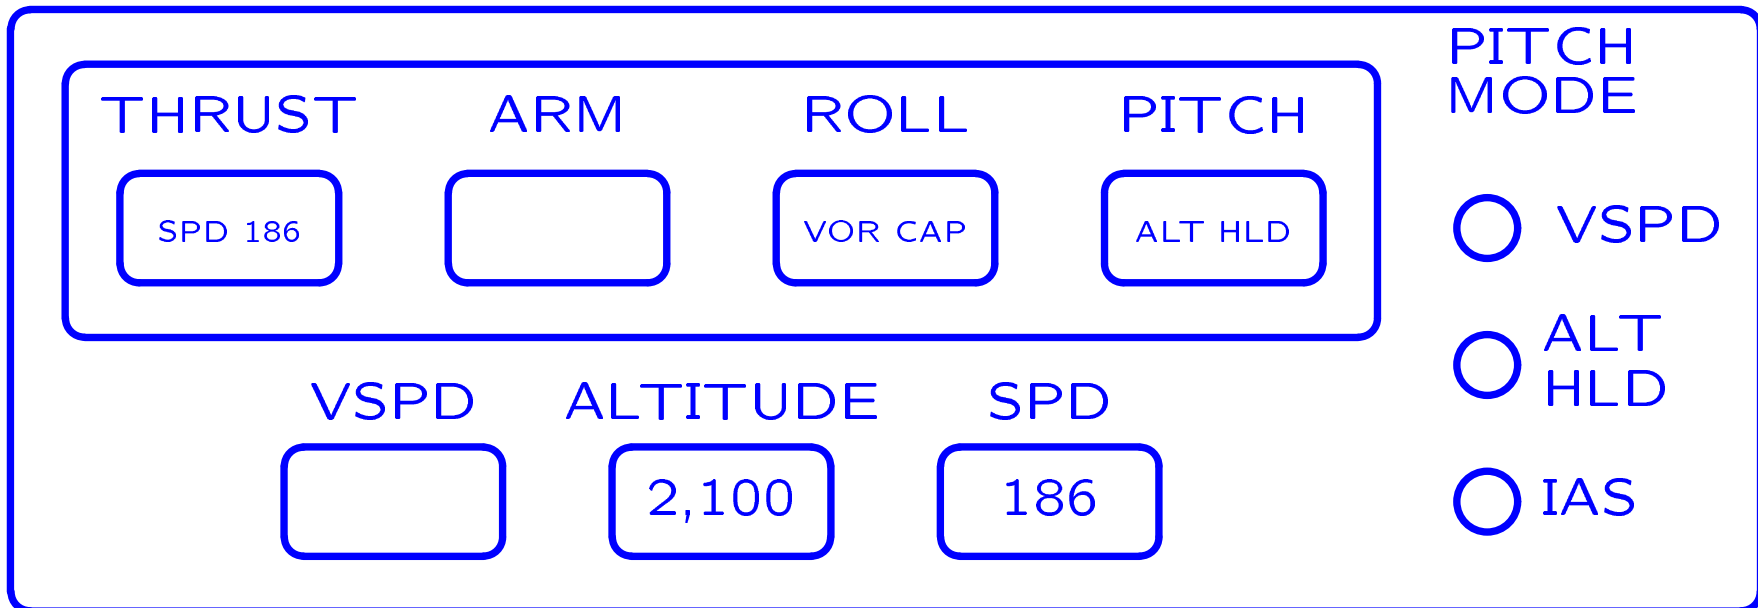 PITCH
MODE
THRUST ARM ROLL PITCH
SPD 186 VOR CAP ALT HLD
VSPD
ALT
HLD
VSPD ALTITUDE SPD
2,100 186
IAS